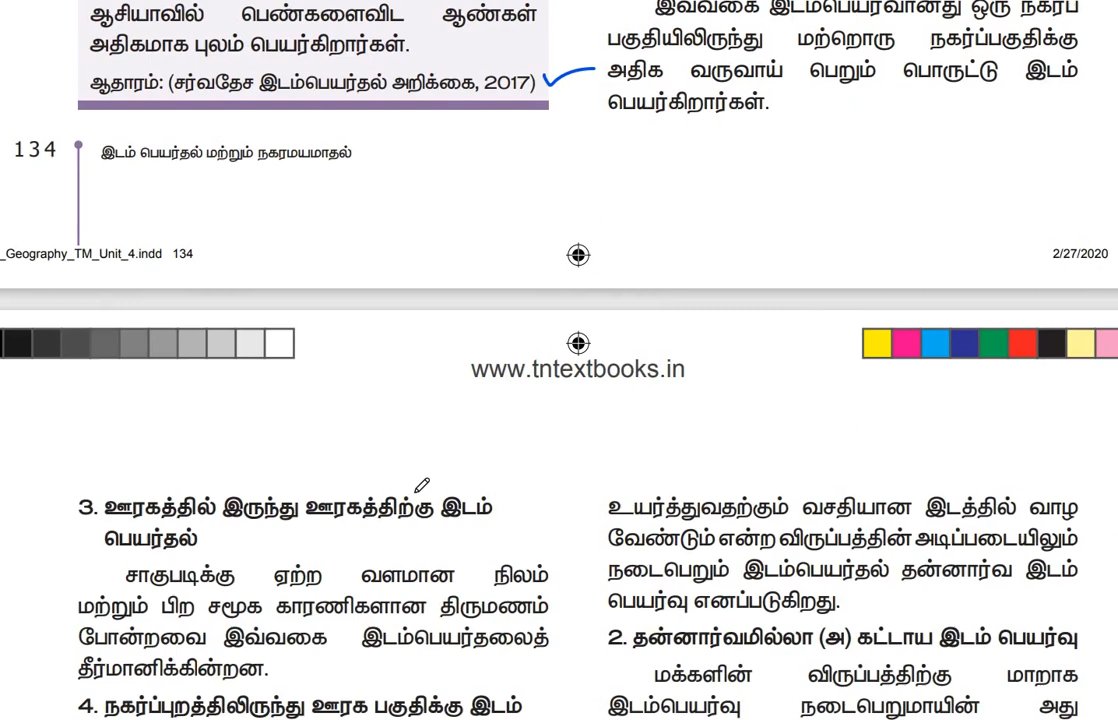 ஆசியாவில் பெண்களைவிட ஆண்கள்
அதிகமாக புலம் பெயர்கிறார்கள்.
ஆதாரம்: (சர்வதேச இடம்பெயர்தல் அறிக்கை, 2017)
இவ்வகை இடம்பெயர்வானது ஒரு நகர்ப்
பகுதியிலிருந்து மற்றொரு நகர்ப்பகுதிக்கு
அதிக வருவாய் பெறும் பொருட்டு இடம்
பெயர்கிறார்கள்.
134 இடம் பெயர்தல் மற்றும் நகரமயமாதல்
_Geography_TM_Unit_4.indd 134
2/27/2020
www.tntextbooks.in
3. ஊரகத்தில் இருந்து ஊரகத்திற்கு இடம்
பெயர்தல்
சாகுபடிக்கு ஏற்ற வளமான நிலம்
மற்றும் பிற சமூக காரணிகளான திருமணம்
போன்றவை இவ்வகை இடம்பெயர்தலைத்
தீர்மானிக்கின்றன.
4. நகர்ப்புறத்திலிருந்து ஊரக பகுதிக்கு இடம்
உயர்த்துவதற்கும் வசதியான இடத்தில் வாழ
வேண்டும் என்ற விருப்பத்தின் அடிப்படையிலும்
நடைபெறும் இடம்பெயர்தல் தன்னார்வ இடம்
பெயர்வு எனப்படுகிறது.
2. தன்னார்வமில்லா (அ) கட்டாய இடம் பெயர்வு
மக்களின் விருப்பத்திற்கு மாறாக
இடம்பெயர்வு நடைபெறுமாயின் அது